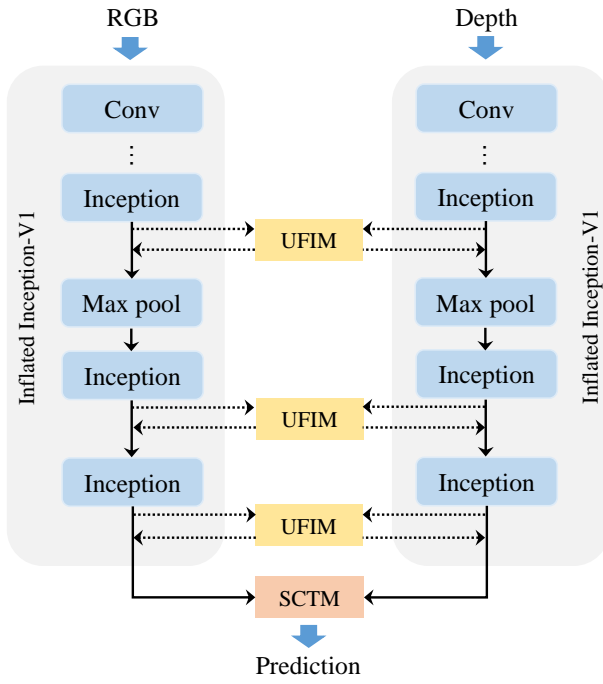 RGB
Depth
Conv
Conv
⋮
⋮
Inception
Inception
UFIM
Inflated Inception-V1
Inflated Inception-V1
Max pool
Max pool
Inception
Inception
UFIM
Inception
Inception
UFIM
SCTM
Prediction